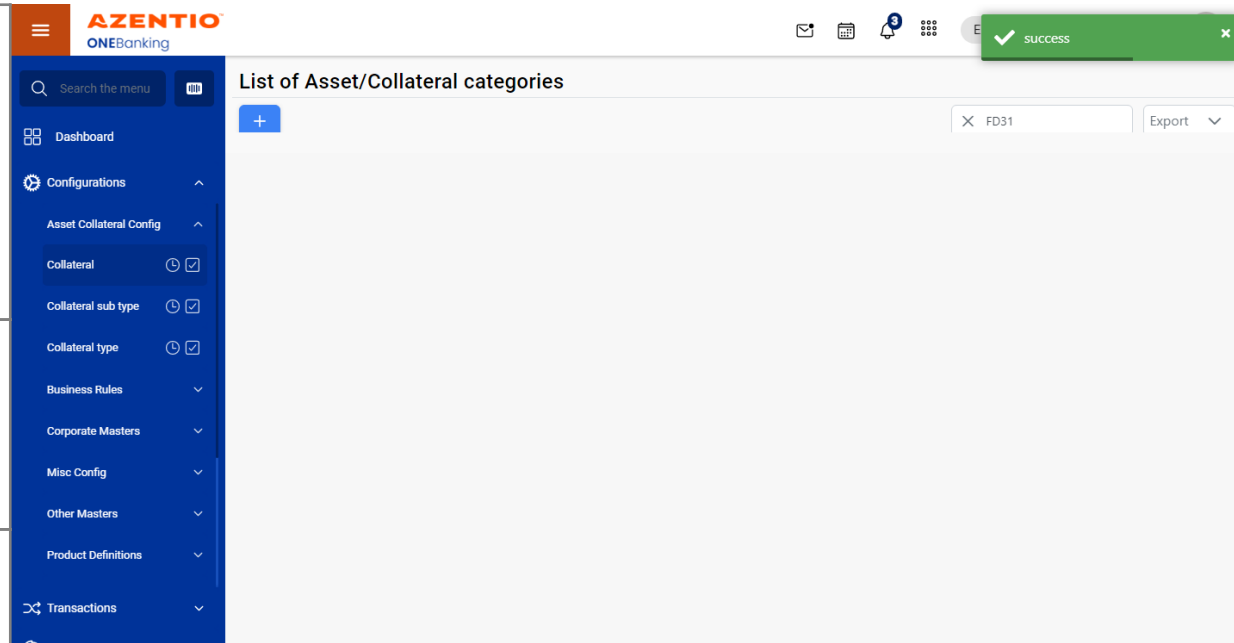 AZENTIO
ONEBanking
3
E
success
Search the menu
List of Asset/Collateral categories
+
FD31
Export
Dashboard
Configurations
Asset Collateral Config
Collateral
Collateral sub type
Collateral type
Business Rules
Corporate Masters
Misc Config
Other Masters
Product Definitions
Transactions